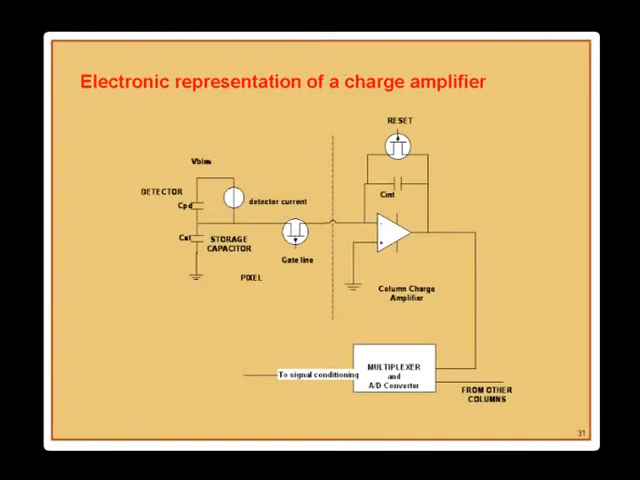 Electronic representation of a charge amplifier
RESET
Vbias
DETECTOR
Cint
detector current
Cpd
STORAGE
CAPACITOR
Cst
Gate line
PIXEL
Column Charge
Amplifier
MULTIPLEXER
and
A/D Converter
To signal conditioning
FROM OTHER
COLUMNS
31